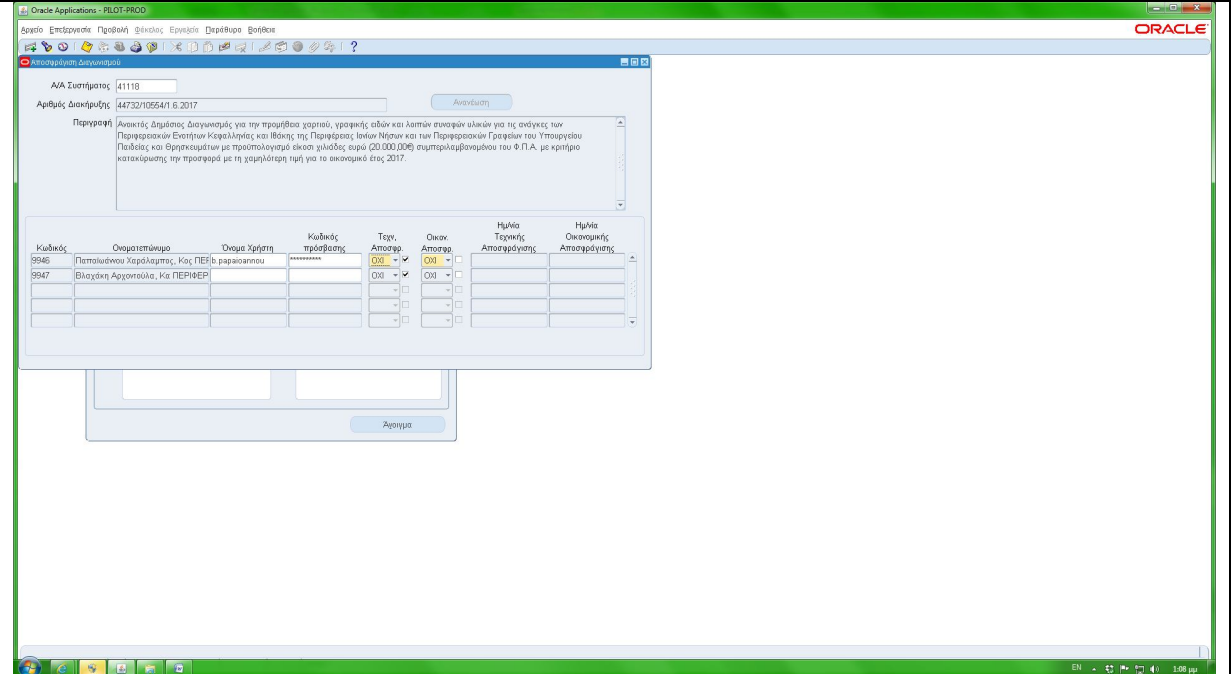 Oracle Applications - PILOT-PROD
Αρχείο Επεξεργασία Προβολή Φάκελος Εργαλεία Παράθυρο Βοήθεια
ORACLE
Αποσφράγιση Διαγωνισμού
Α/Α Συστήματος 41118
Αριθμός Διακήρυξης 44732/10554/1.6.2017
Ανανέωση
Περιγραφή Ανοικτός Δημόσιος Διαγωνισμός για την προμήθεια χαρτιού, γραφικής ειδών και λοιπών συναφών υλικών για τις ανάγκες των
Περιφερειακών Ενοτήτων Κεφαλληνίας και Ιθάκης της Περιφέρειας Ιονίων Νήσων και των Περιφερειακών Γραφείων του Υπουργείου
Παιδείας και Θρησκευμάτων με προϋπολογισμό είκοσι χιλιάδες ευρώ (20.000,00€) συμπεριλαμβανομένου του Φ.Π.Α. με κριτήριο
κατακύρωσης την προσφορά με τη χαμηλότερη τιμή για το οικονομικό έτος 2017.
Κωδικός Ονοματεπώνυμο Όνομα Χρήστη Κωδικός πρόσβασης Τεχν. Αποσφρ. Οικον. Αποσφρ. Ημ/νία Τεχνικής Αποσφράγισης Ημ/νία Οικονομικής Αποσφράγισης
9946 Παπαϊωάννου Χαράλαμπος, Κος ΠΕΡ b.papaioannou ********** ΟΧΙ ΟΧΙ
9947 Βλαχάκη Αρχοντούλα, Κα ΠΕΡΙΦΕΡ ΟΧΙ ΟΧΙ
Άνοιγμα
EN 1:08 μμ